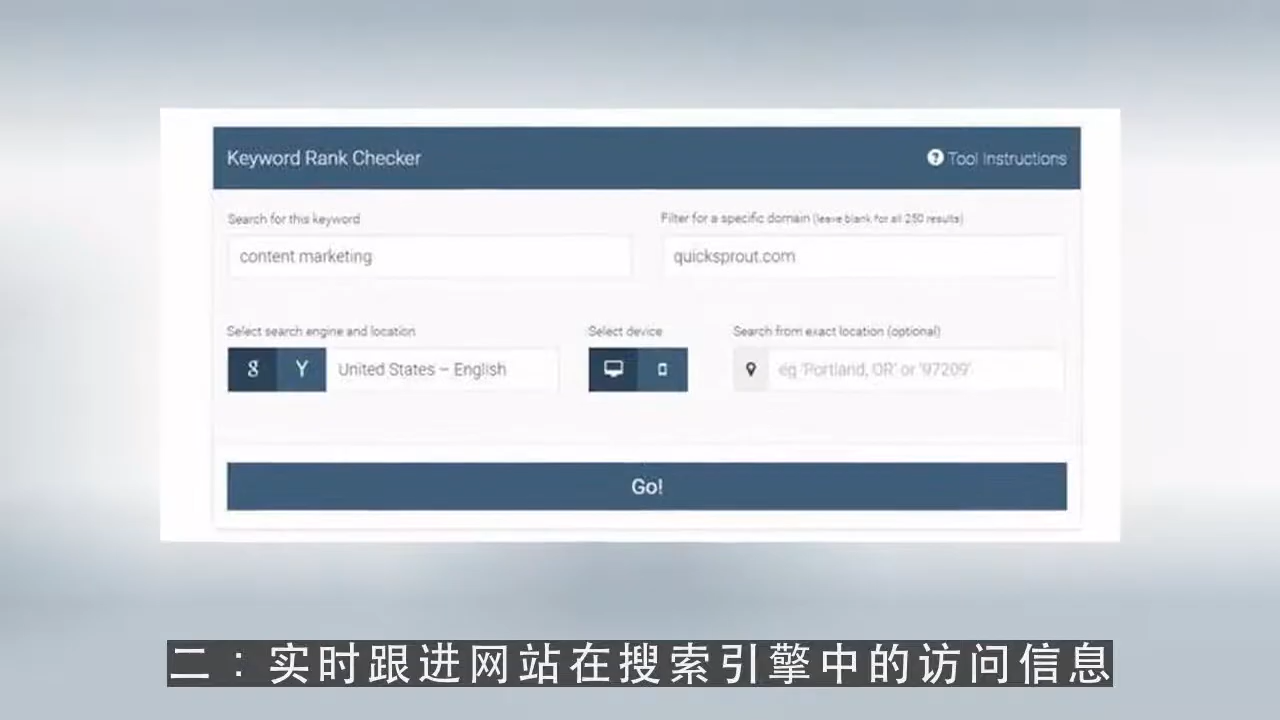 Keyword Rank Checker
? Tool Instructions
Search for this keyword
Filter for a specific domain (leave blank for all 250 results)
content marketing
quicksprout.com
Select search engine and location
Select device
Search from exact location (optional)
g Y United States – English
eg 'Portland, OR' or '97209'
Go!
二：实时跟进网站在搜索引擎中的访问信息